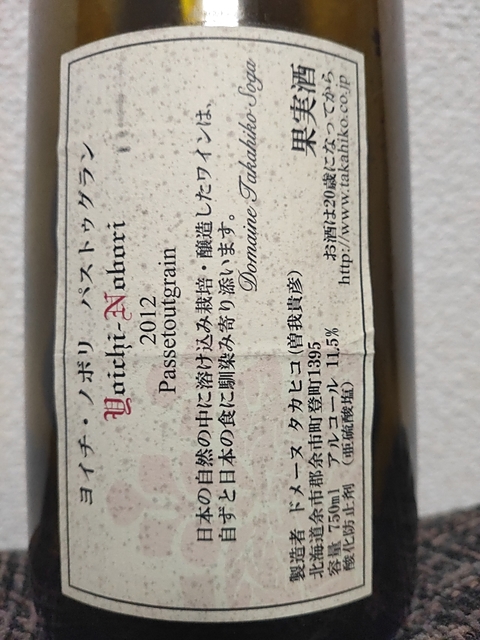 ヨイチ・ノボリ　パストゥグラン
Yoichi-Nobori
2012
Passetoutgrain
日本の自然の中に溶け込み栽培・醸造したワインは、
自ずと日本の食に馴染み寄り添います。
Domaine Takahiko Soga
果実酒
製造者　ドメーヌ　タカヒコ(曽我貴彦)
北海道余市郡余市町登町1395
お酒は20歳になってから
容量　750ml　アルコール　11.5%
http://www.takahiko.co.jp
酸化防止剤　(亜硫酸塩)